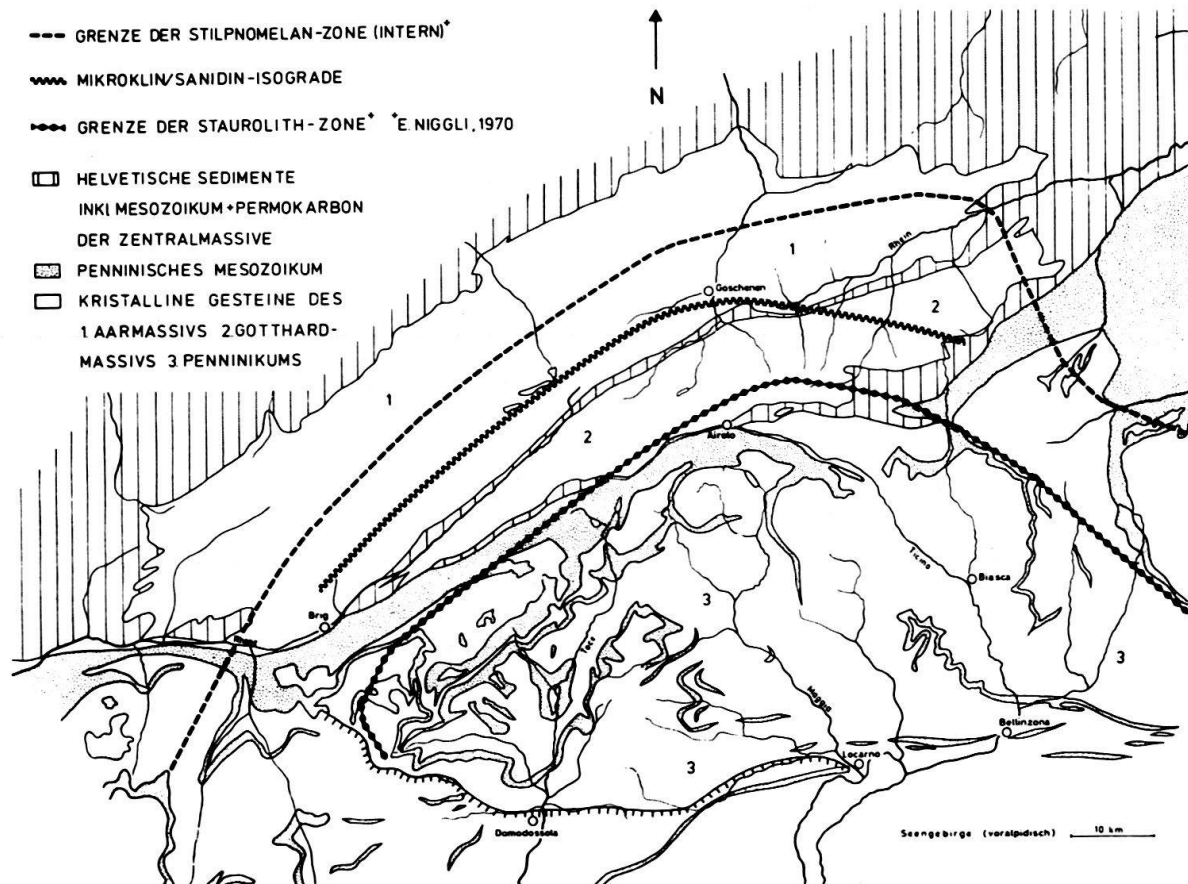 GRENZE DER STILPNOMELAN-ZONE (INTERN)+
MIKROKLIN/SANIDIN-ISOGRADE
GRENZE DER STAUROLITH-ZONE+ +E. NIGGLI, 1970
HELVETISCHE SEDIMENTE
INKL. MESOZOIKUM+PERMOKARBON
DER ZENTRALMASSIVE
PENNINISCHES MESOZOIKUM
KRISTALLINE GESTEINE DES
1. AARMASSIVS 2. GOTTHARD-
MASSIVS 3. PENNINIKUMS
N
1
Rhein
Göschenen
2
1
2
Airolo
Ticino
Biasca
Brig
3
Toce
3
Maggia
Bellinzona
Locarno
3
Domodossola
Seengebirge (voralpidisch)
10 km